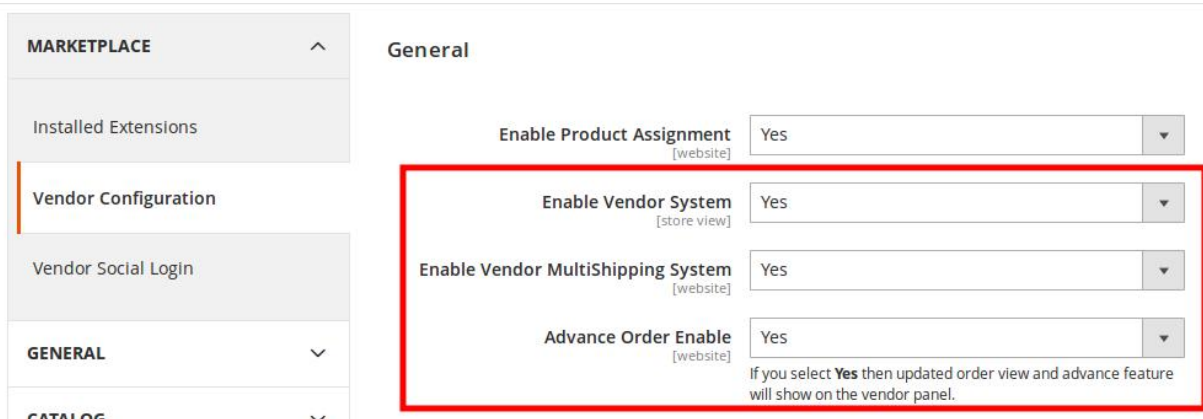 MARKETPLACE
Installed Extensions
Vendor Configuration
Vendor Social Login
GENERAL
CATALOG
General
Enable Product Assignment
[website]
Yes
Enable Vendor System
[store view]
Yes
Enable Vendor MultiShipping System
[website]
Yes
Advance Order Enable
[website]
Yes
If you select Yes then updated order view and advance feature
will show on the vendor panel.